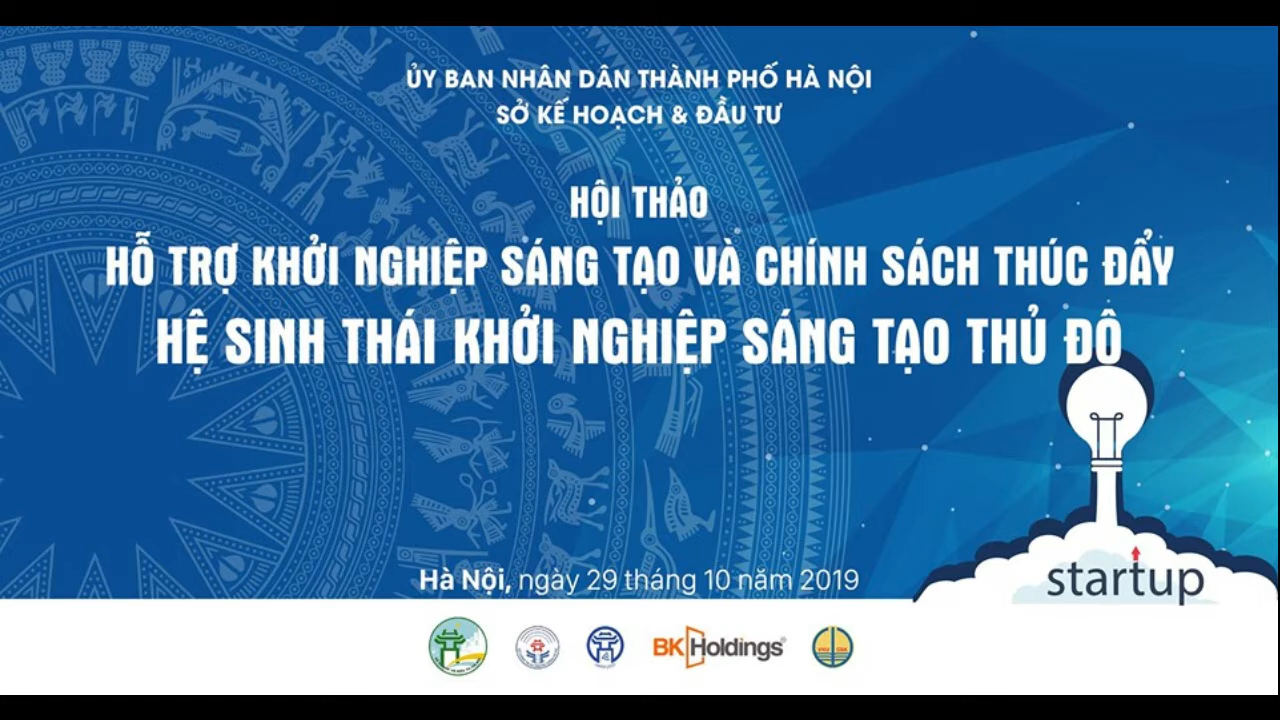 ỦY BAN NHÂN DÂN THÀNH PHỐ HÀ NỘI
SỞ KẾ HOẠCH & ĐẦU TƯ
HỘI THẢO
HỖ TRỢ KHỞI NGHIỆP SÁNG TẠO VÀ CHÍNH SÁCH THÚC ĐẨY
HỆ SINH THÁI KHỞI NGHIỆP SÁNG TẠO THỦ ĐÔ
startup
Hà Nội, ngày 29 tháng 10 năm 2019
BK Holdings®